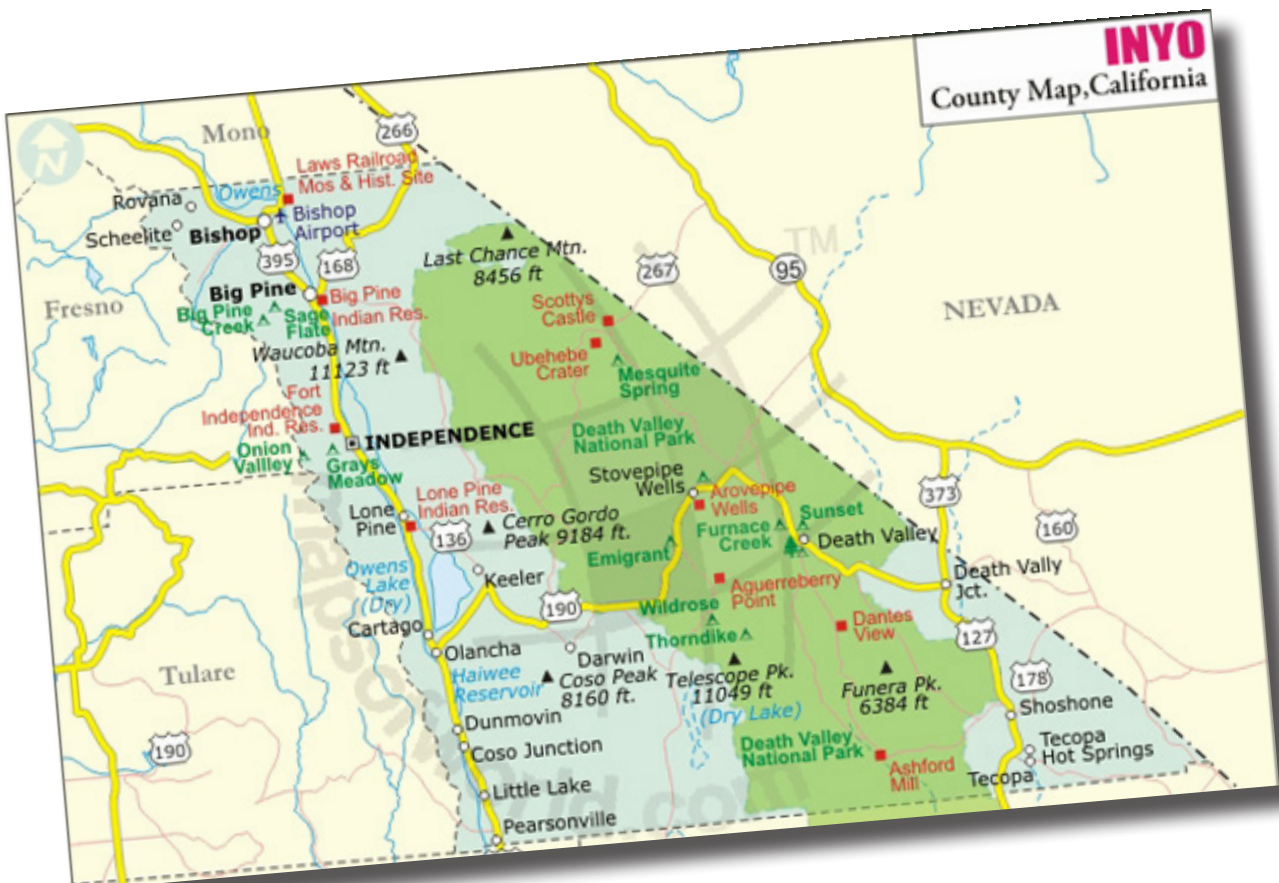 INYO
County Map,California
N
Mono
266
Laws Railroad
Mos & Hist. Site
Owens
Rovana
Scheelite
Bishop
Bishop
Airport
395
168
Last Chance Mtn.
8456 ft
267
TM
95
NEVADA
Fresno
Big Pine
Big Pine
Indian Res.
Big Pine
Creek
Sage
Flate
Scottys
Castle
Ubehebe
Crater
Mesquite
Spring
Waucoba Mtn.
11123 ft
Fort
Independence
Ind. Res.
INDEPENDENCE
Onion
Vallley
Grays
Meadow
Death Valley
National Park
Stovepipe
Wells
Arovepipe
Wells
Lone Pine
Indian Res.
Lone
Pine
136
Cerro Gordo
Peak 9184 ft.
Furnace
Creek
Sunset
Death Valley
373
160
Emigrant
Owens
Lake
(Dry)
Keeler
190
Aguerreberry
Point
Wildrose
Death Vally
Jct.
Cartago
Olancha
Thorndike
Dantes
View
127
Tulare
Darwin
Haiwee
Reservoir
Coso Peak
8160 ft.
Telescope Pk.
11049 ft
(Dry Lake)
Funera Pk.
6384 ft
178
Shoshone
190
Dunmovin
Coso Junction
Death Valley
National Park
Ashford
Mill
Tecopa
Hot Springs
Tecopa
Little Lake
Pearsonville
mapsofworld.com